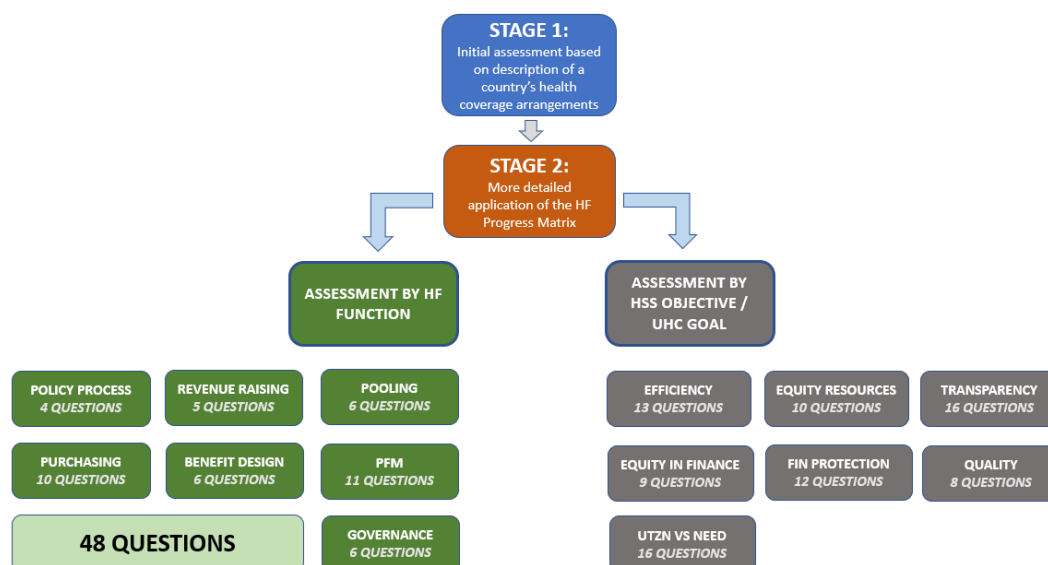 STAGE 1:
Initial assessment based
on description of a
country's health
coverage arrangements
STAGE 2:
More detailed
application of the HF
Progress Matrix
ASSESSMENT BY HF
FUNCTION
ASSESSMENT BY
HSS OBJECTIVE /
UHC GOAL
POLICY PROCESS
4 QUESTIONS
REVENUE RAISING
5 QUESTIONS
POOLING
6 QUESTIONS
EFFICIENCY
13 QUESTIONS
EQUITY RESOURCES
10 QUESTIONS
TRANSPARENCY
16 QUESTIONS
PURCHASING
10 QUESTIONS
BENEFIT DESIGN
6 QUESTIONS
PFM
11 QUESTIONS
EQUITY IN FINANCE
9 QUESTIONS
FIN PROTECTION
12 QUESTIONS
QUALITY
8 QUESTIONS
48 QUESTIONS
GOVERNANCE
6 QUESTIONS
UTZN VS NEED
16 QUESTIONS